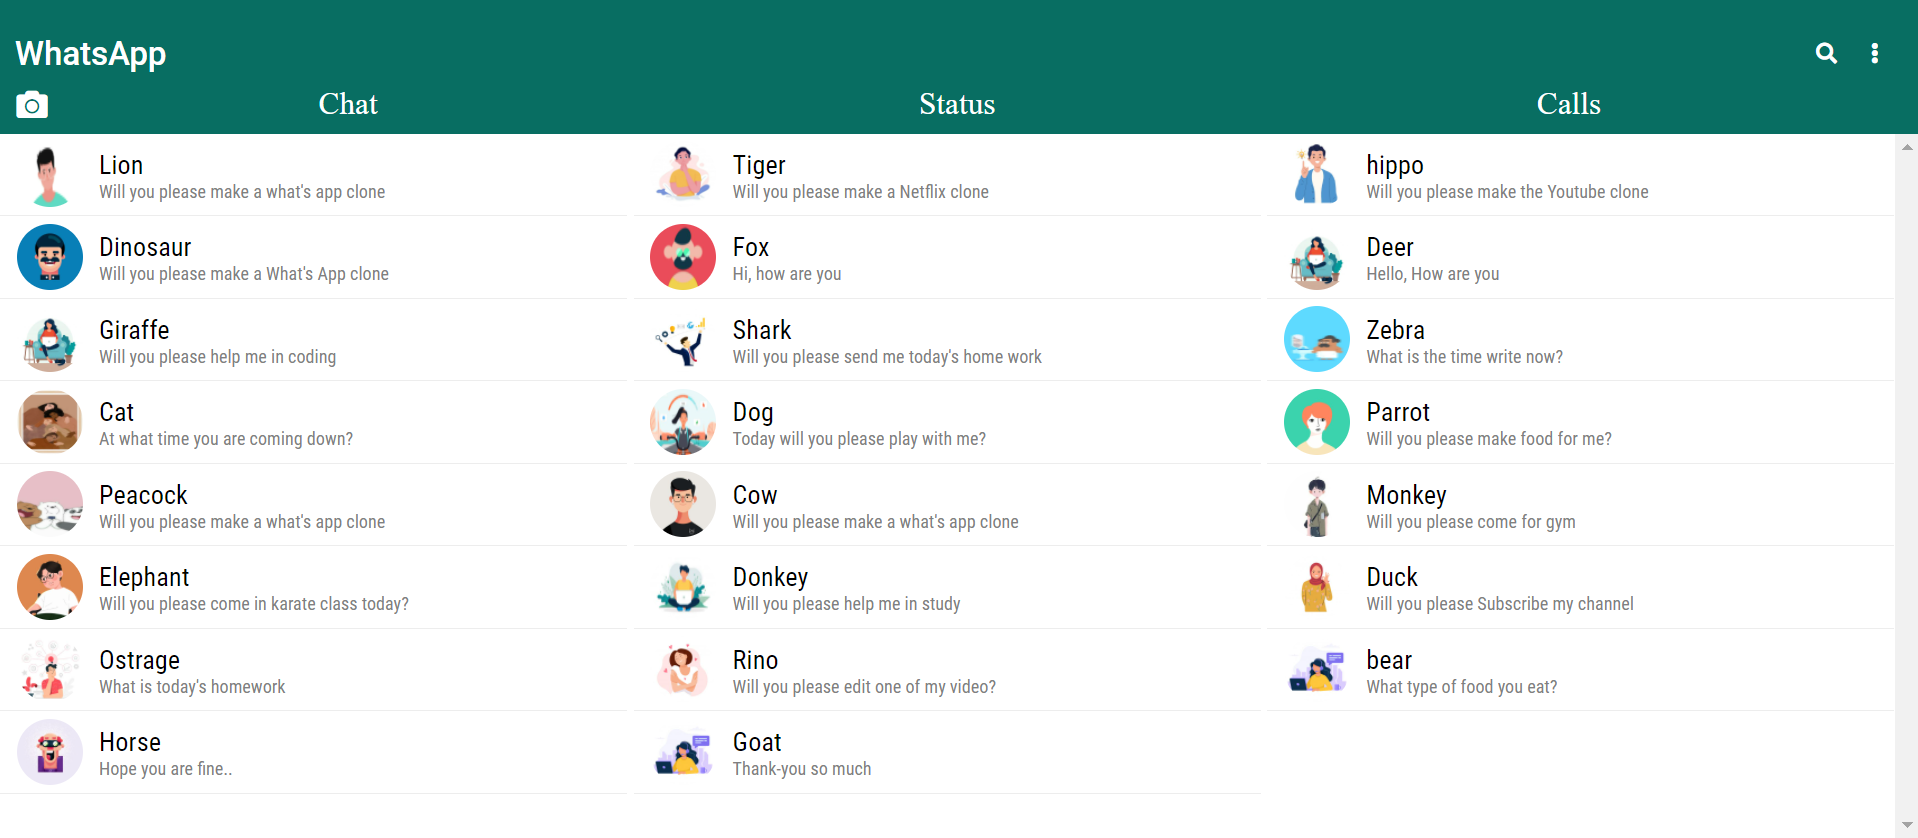 WhatsApp
Chat
Status
Calls
Lion
Will you please make a what's app clone
Tiger
Will you please make a Netflix clone
hippo
Will you please make the Youtube clone
Dinosaur
Will you please make a What's App clone
Fox
Hi, how are you
Deer
Hello, How are you
Giraffe
Will you please help me in coding
Shark
Will you please send me today's home work
Zebra
What is the time write now?
Cat
At what time you are coming down?
Dog
Today will you please play with me?
Parrot
Will you please make food for me?
Peacock
Will you please make a what's app clone
Cow
Will you please make a what's app clone
Monkey
Will you please come for gym
Elephant
Will you please come in karate class today?
Donkey
Will you please help me in study
Duck
Will you please Subscribe my channel
Ostrage
What is today's homework
Rino
Will you please edit one of my video?
bear
What type of food you eat?
Horse
Hope you are fine..
Goat
Thank-you so much